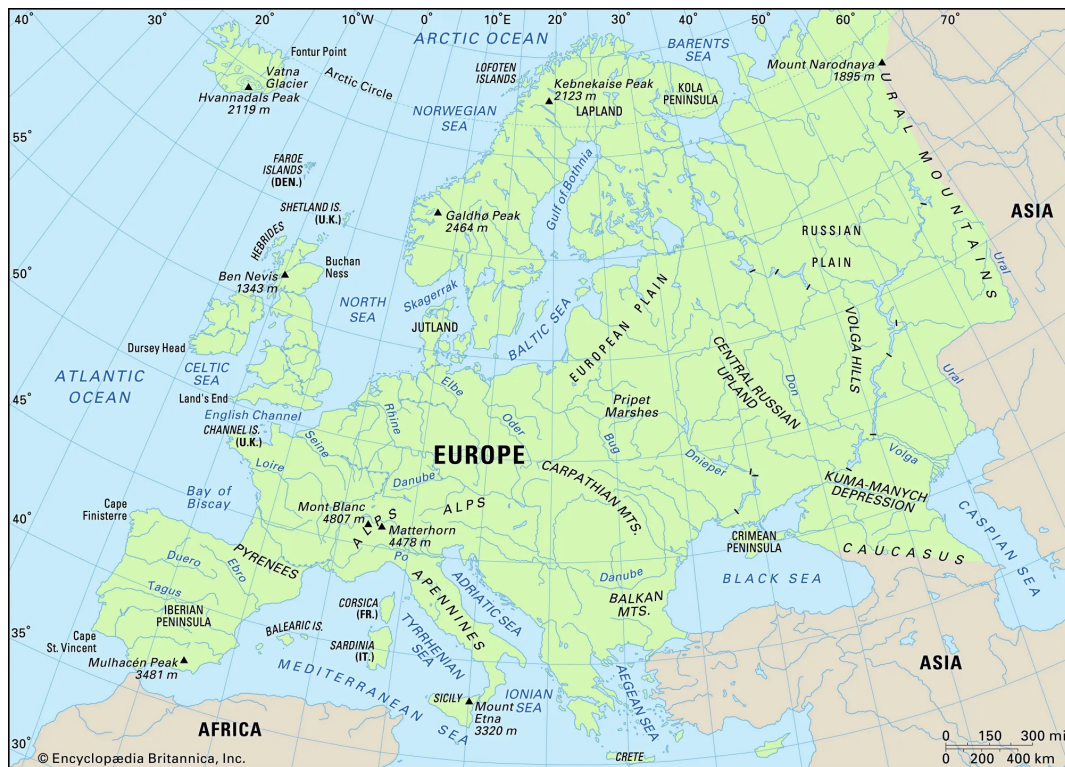 40°
30°
20°
10°W
0°
10°
20°
30°
40°
50°
60°
70°
ARCTIC OCEAN
BARENTS
SEA
Fontur Point
Vatna
Glacier
Hvannadals Peak
2119 m
Arctic Circle
LOFOTEN
ISLANDS
Kebnekaise Peak
2123 m
LAPLAND
KOLA
PENINSULA
Mount Narodnaya
1895 m
URAL MOUNTAINS
NORWEGIAN
SEA
55°
FAROE
ISLANDS
(DEN.)
SHETLAND IS.
(U.K.)
HEBRIDES
Galdhø Peak
2464 m
Gulf of Bothnia
RUSSIAN
PLAIN
ASIA
Ural
50°
Ben Nevis
1343 m
Buchan
Ness
NORTH
SEA
Skagerrak
JUTLAND
BALTIC SEA
EUROPEAN PLAIN
VOLGA HILLS
Dursey Head
CELTIC
SEA
ATLANTIC
OCEAN
Land's End
English Channel
CHANNEL IS.
(U.K.)
45°
Elbe
Rhine
Oder
Seine
Loire
Pripet
Marshes
Bug
CENTRAL RUSSIAN
UPLAND
Don
Ural
Dnieper
Volga
EUROPE
Danube
CARPATHIAN MTS.
KUMA-MANYCH
DEPRESSION
Bay of
Biscay
Cape
Finisterre
40°
Mont Blanc
4807 m
ALPS
ALPS
Matterhorn
4478 m
Po
CRIMEAN
PENINSULA
CAUCASUS
CASPIAN SEA
PYRENEES
Duero
Ebro
Tagus
IBERIAN
PENINSULA
APENNINES
ADRIATIC SEA
Danube
BALKAN
MTS.
BLACK SEA
CORSICA
(FR.)
SARDINIA
(IT.)
BALEARIC IS.
TYRRHENIAN
SEA
35°
Cape
St. Vincent
Mulhacén Peak
3481 m
MEDITERRANEAN SEA
SICILY
Mount
Etna
3320 m
IONIAN
SEA
AEGEAN SEA
CRETE
ASIA
AFRICA
30°
© Encyclopædia Britannica, Inc.
0 150 300 mi
0 200 400 km